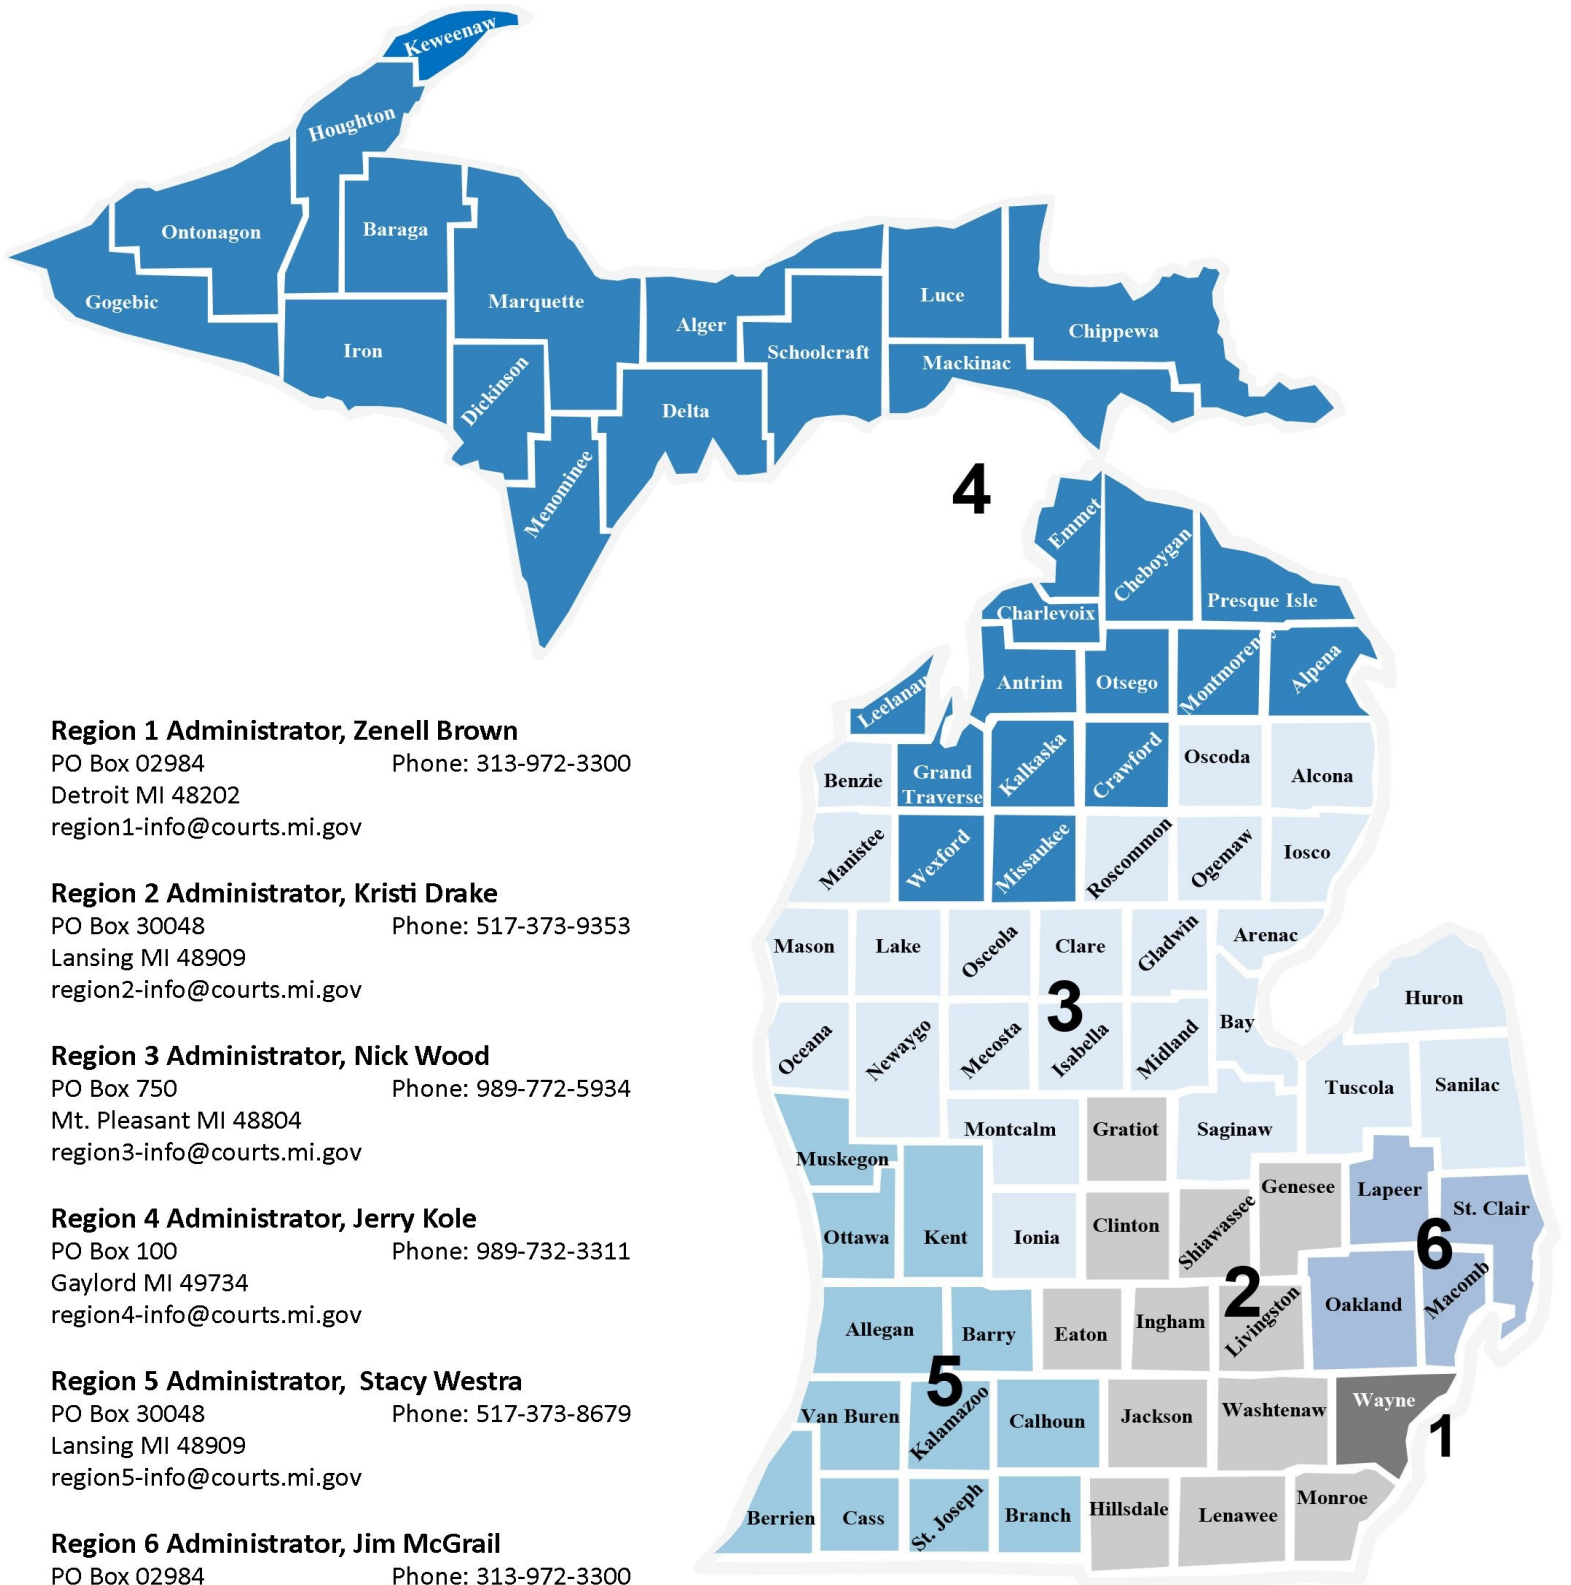 Keweenaw
Houghton
Ontonagon
Baraga
Gogebic
Marquette
Iron
Dickinson
Menominee
Alger
Delta
Schoolcraft
Luce
Mackinac
Chippewa
4
Emmet
Cheboygan
Presque Isle
Charlevoix
Leelanau
Antrim
Otsego
Montmorency
Alpena
Benzie
Grand
Traverse
Kalkaska
Crawford
Oscoda
Alcona
Manistee
Wexford
Missaukee
Roscommon
Ogemaw
Iosco
Mason
Lake
Osceola
Clare
Gladwin
Arenac
3
Oceana
Newaygo
Mecosta
Isabella
Midland
Bay
Huron
Tuscola
Sanilac
Muskegon
Montcalm
Gratiot
Saginaw
Ottawa
Kent
Ionia
Clinton
Shiawassee
Genesee
Lapeer
St. Clair
6
2
Allegan
Barry
Eaton
Ingham
Livingston
Oakland
Macomb
5
Van Buren
Kalamazoo
Calhoun
Jackson
Washtenaw
Wayne
1
Berrien
Cass
St. Joseph
Branch
Hillsdale
Lenawee
Monroe
Region 1 Administrator, Zenell Brown
PO Box 02984 Phone: 313-972-3300
Detroit MI 48202
region1-info@courts.mi.gov
Region 2 Administrator, Kristi Drake
PO Box 30048 Phone: 517-373-9353
Lansing MI 48909
region2-info@courts.mi.gov
Region 3 Administrator, Nick Wood
PO Box 750 Phone: 989-772-5934
Mt. Pleasant MI 48804
region3-info@courts.mi.gov
Region 4 Administrator, Jerry Kole
PO Box 100 Phone: 989-732-3311
Gaylord MI 49734
region4-info@courts.mi.gov
Region 5 Administrator, Stacy Westra
PO Box 30048 Phone: 517-373-8679
Lansing MI 48909
region5-info@courts.mi.gov
Region 6 Administrator, Jim McGrail
PO Box 02984 Phone: 313-972-3300